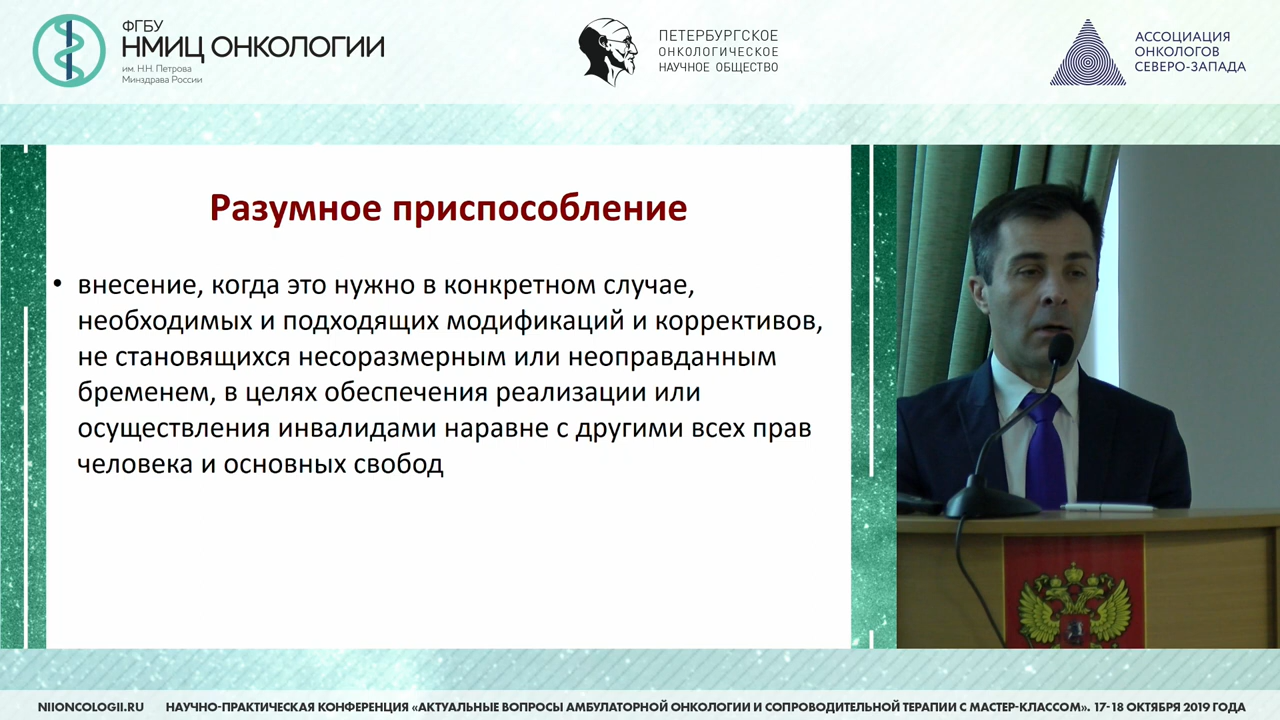 ФГБУ
НМИЦ ОНКОЛОГИИ
им. Н.Н. Петрова
Минздрава России
ПЕТЕРБУРГСКОЕ
ОНКОЛОГИЧЕСКОЕ
НАУЧНОЕ ОБЩЕСТВО
АССОЦИАЦИЯ
ОНКОЛОГОВ
СЕВЕРО-ЗАПАДА
Разумное приспособление
• внесение, когда это нужно в конкретном случае,
необходимых и подходящих модификаций и коррективов,
не становящихся несоразмерным или неоправданным
бременем, в целях обеспечения реализации или
осуществления инвалидами наравне с другими всех прав
человека и основных свобод
NIIONCOLOGII.RU НАУЧНО-ПРАКТИЧЕСКАЯ КОНФЕРЕНЦИЯ «АКТУАЛЬНЫЕ ВОПРОСЫ АМБУЛАТОРНОЙ ОНКОЛОГИИ И СОПРОВОДИТЕЛЬНОЙ ТЕРАПИИ С МАСТЕР-КЛАССОМ». 17-18 ОКТЯБРЯ 2019 ГОДА